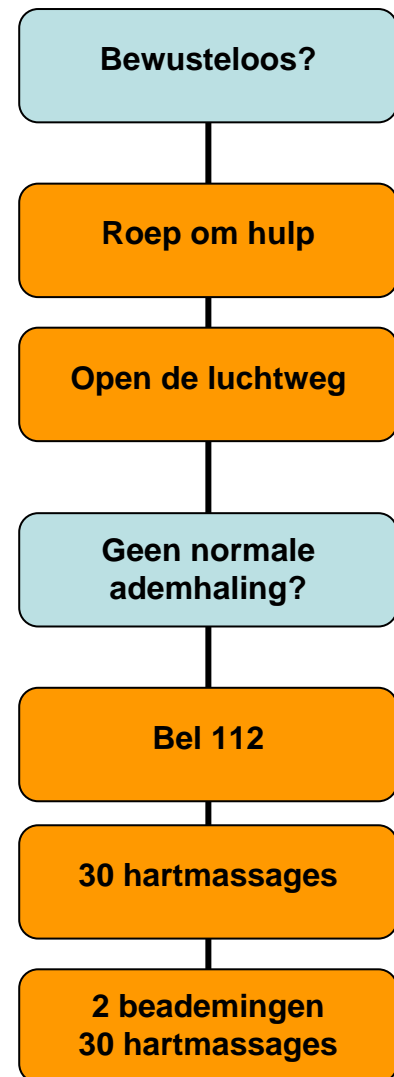 Bewusteloos?
Roep om hulp
Open de luchtweg
Geen normale
ademhaling?
Bel 112
30 hartmassages
2 beademingen
30 hartmassages